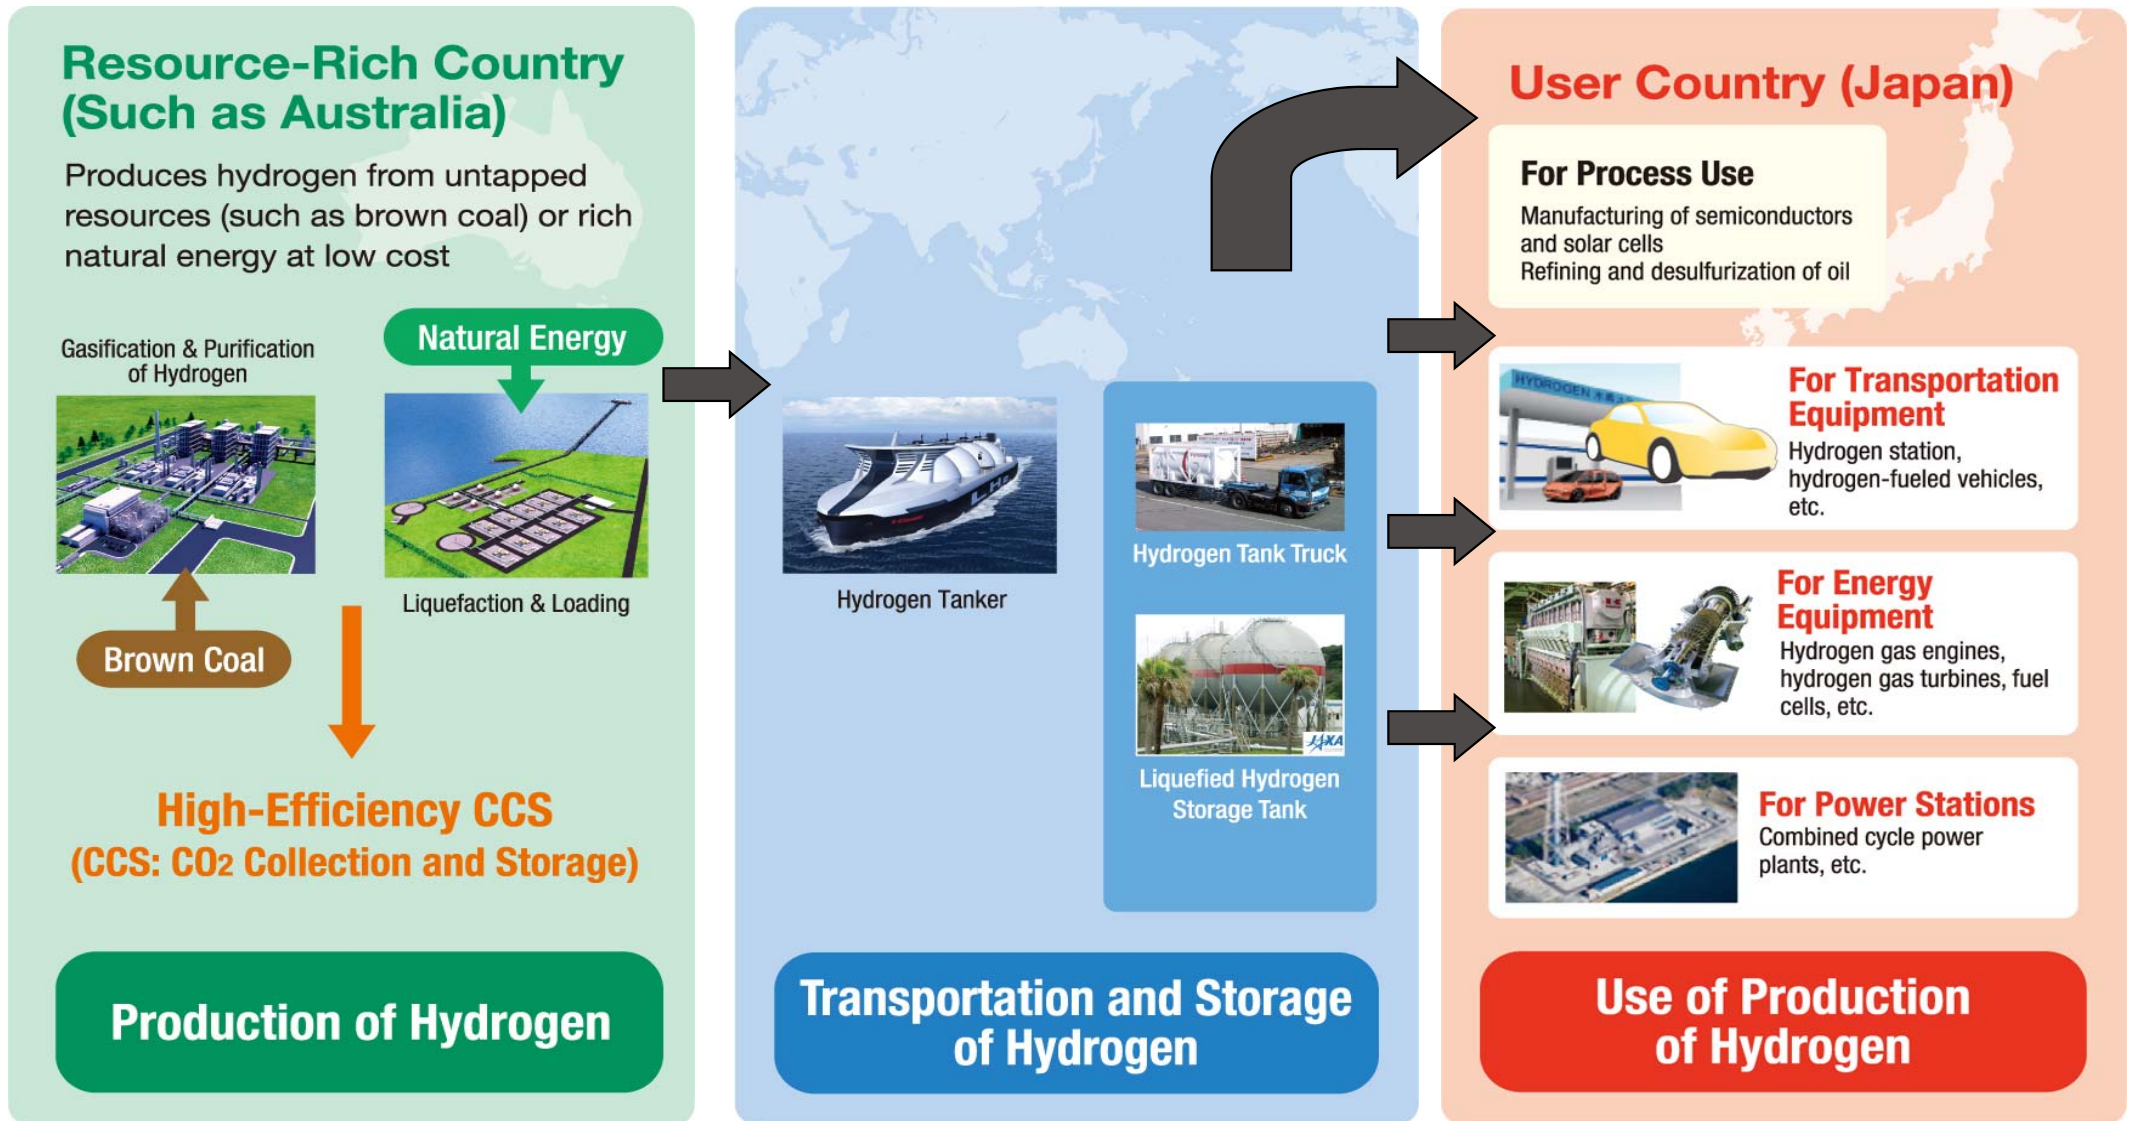 Resource-Rich Country
(Such as Australia)
Produces hydrogen from untapped
resources (such as brown coal) or rich
natural energy at low cost
Gasification & Purification
of Hydrogen
Natural Energy
Liquefaction & Loading
Brown Coal
High-Efficiency CCS
(CCS: CO2 Collection and Storage)
Production of Hydrogen
Hydrogen Tanker
Hydrogen Tank Truck
JAXA
Liquefied Hydrogen
Storage Tank
Transportation and Storage
of Hydrogen
User Country (Japan)
For Process Use
Manufacturing of semiconductors
and solar cells
Refining and desulfurization of oil
HYDROGEN
For Transportation
Equipment
Hydrogen station,
hydrogen-fueled vehicles,
etc.
For Energy
Equipment
Hydrogen gas engines,
hydrogen gas turbines, fuel
cells, etc.
For Power Stations
Combined cycle power
plants, etc.
Use of Production
of Hydrogen